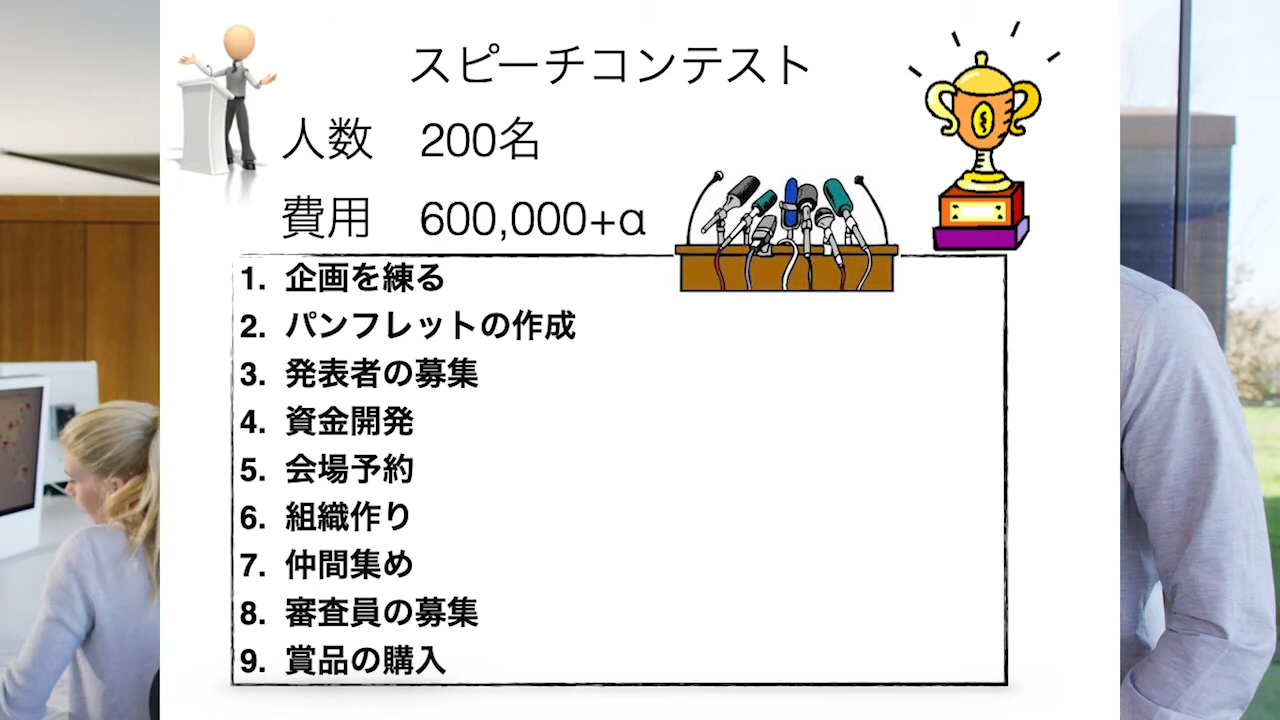 スピーチコンテスト
人数　200名
費用　600,000+α
1. 企画を練る
2. パンフレットの作成
3. 発表者の募集
4. 資金開発
5. 会場予約
6. 組織作り
7. 仲間集め
8. 審査員の募集
9. 賞品の購入